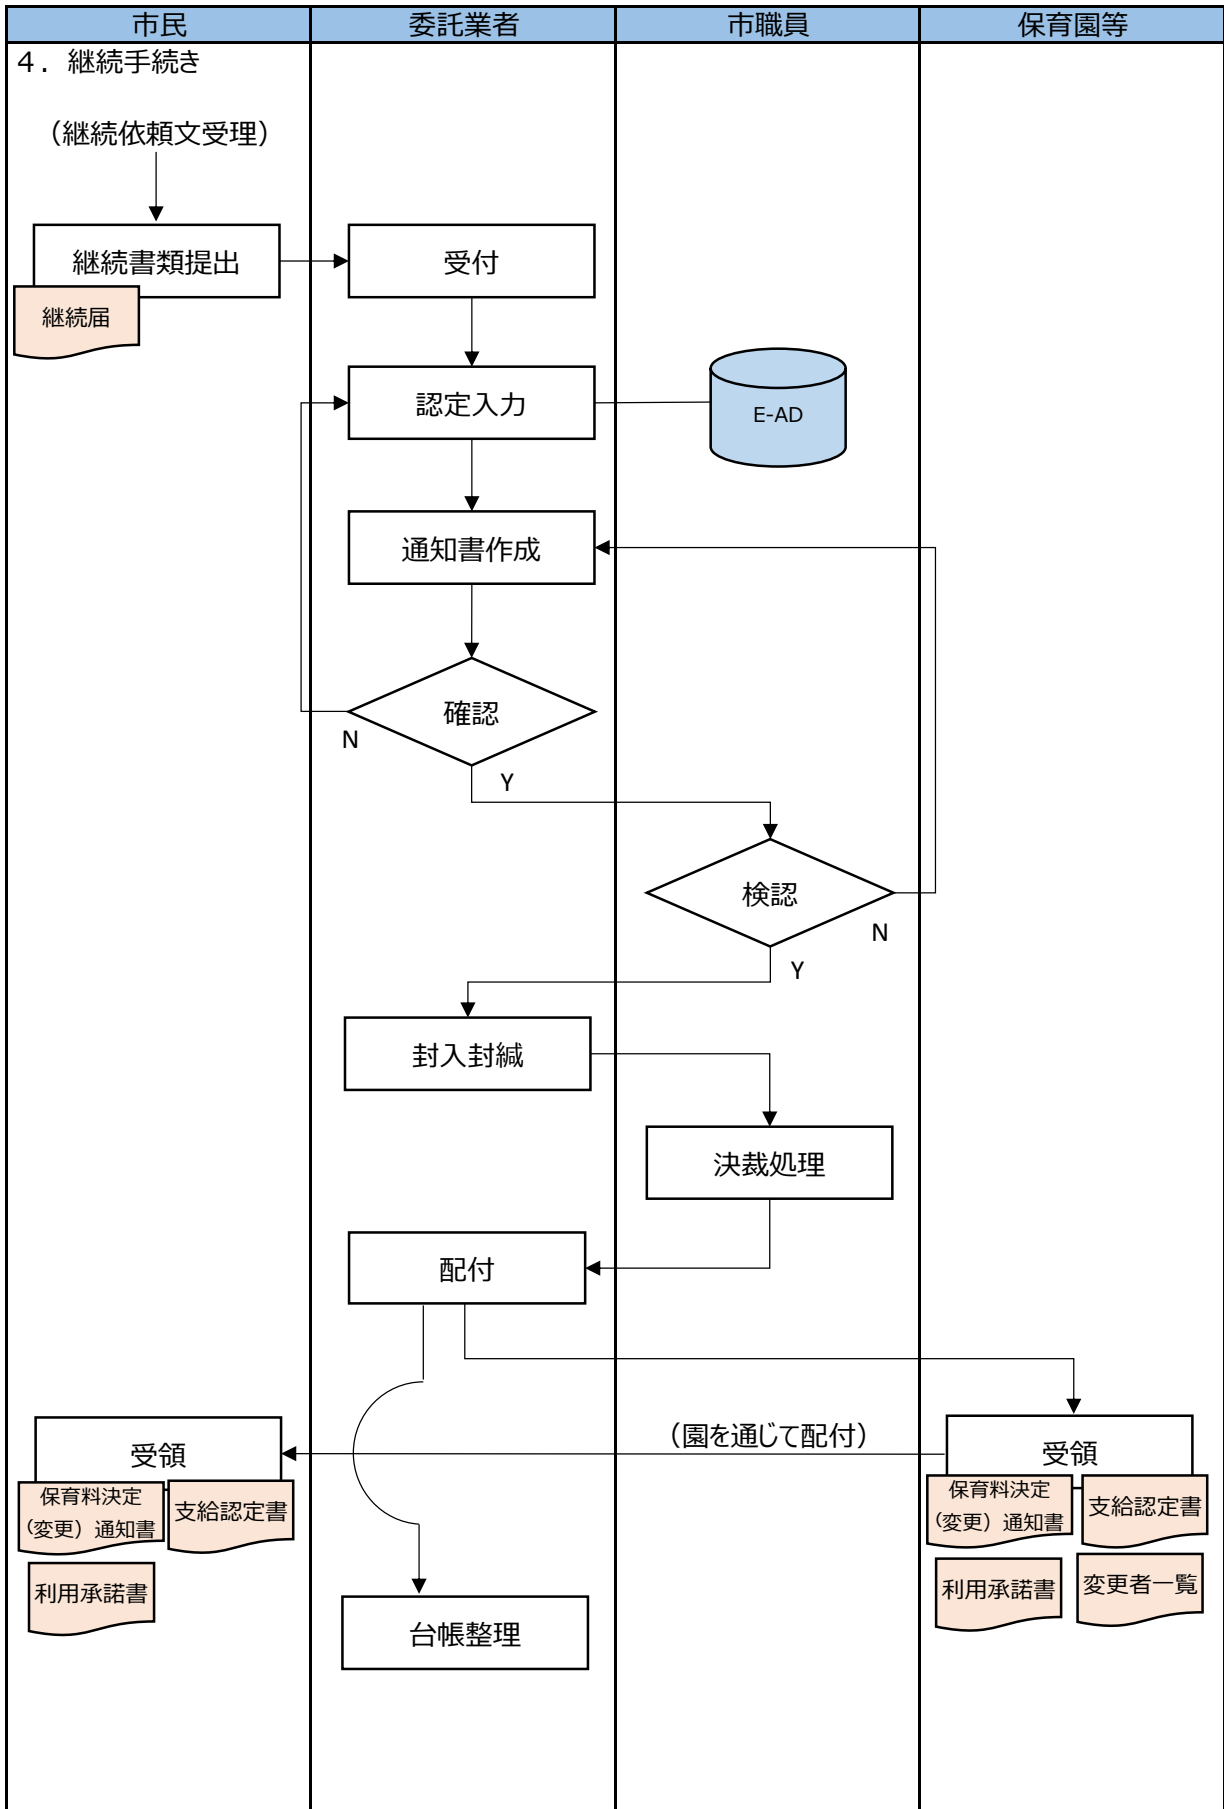 市民
委託業者
市職員
保育園等
４．継続手続き
（継続依頼文受理）
継続書類提出
受付
継続届
認定入力
E-AD
通知書作成
確認
N
Y
検認
N
Y
封入封緘
決裁処理
配付
（園を通じて配付）
受領
保育料決定
（変更）通知書
支給認定書
利用承諾書
受領
保育料決定
（変更）通知書
支給認定書
利用承諾書
変更者一覧
台帳整理